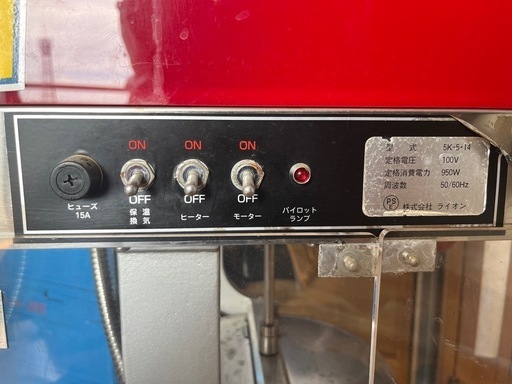 ON
ON
ON
OFF
OFF
OFF
ヒューズ
15A
保温
換気
ヒーター
モーター
パイロット
ランプ
型式 5K-5・14
定格電圧 100V
定格消費電力 950W
周波数 50/60Hz
PS
E
株式会社 ライオン